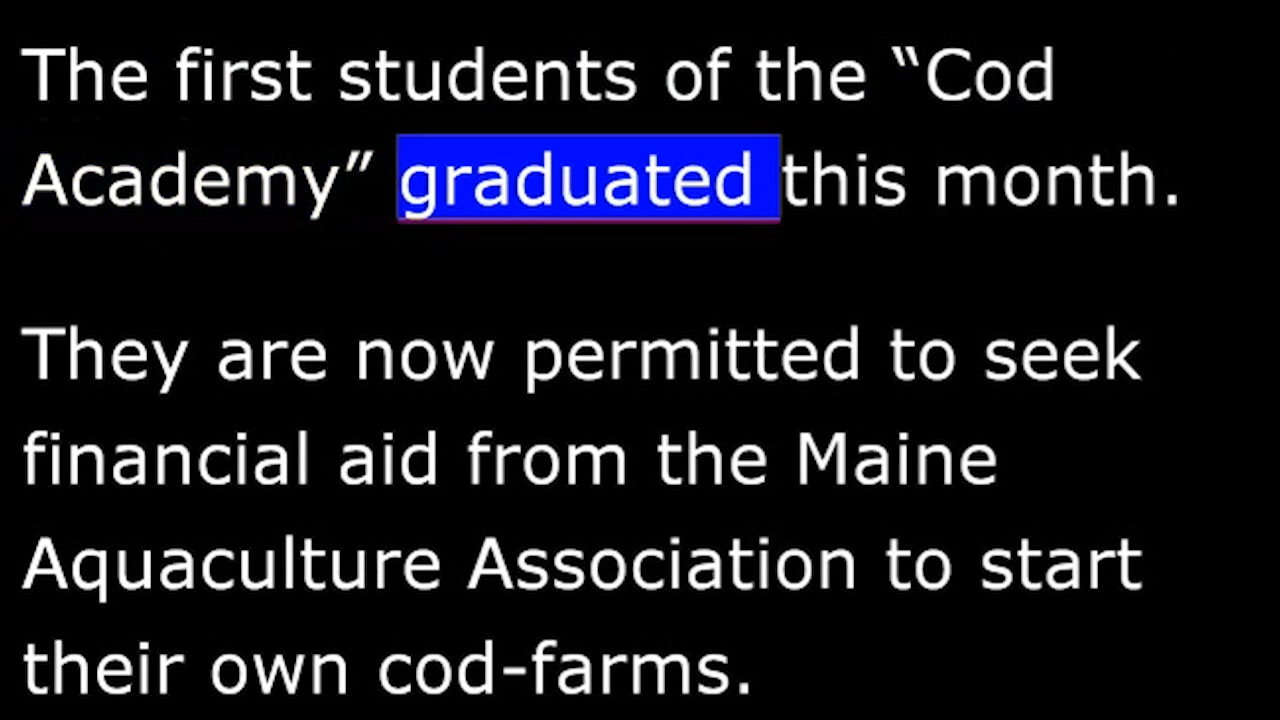 The first students of the “Cod
Academy” graduated this month.
They are now permitted to seek
financial aid from the Maine
Aquaculture Association to start
their own cod-farms.